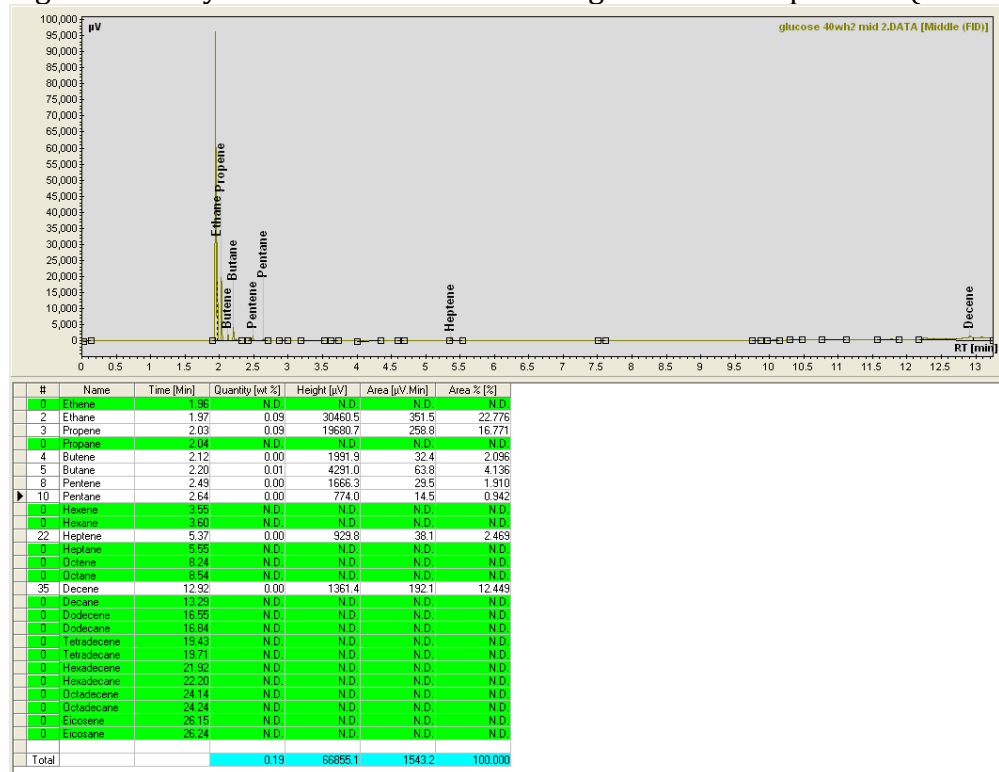 100,000 µV glucose 40wh2 mid 2.DATA [Middle (FID)]
95,000
90,000
85,000
80,000
75,000
70,000
65,000
60,000
55,000
50,000
45,000
40,000
35,000
30,000
25,000
20,000
15,000
10,000
5,000
0
Ethane
Propene
Butene
Butane
Pentene
Pentane
Heptene
Decene
RT [min]
0 0.5 1 1.5 2 2.5 3 3.5 4 4.5 5 5.5 6 6.5 7 7.5 8 8.5 9 9.5 10 10.5 11 11.5 12 12.5 13
# Name Time [Min] Quantity [wt %] Height [µV] Area [µV.Min] Area % [%]
0 Ethene 1.96 N.D. N.D. N.D. N.D.
2 Ethane 1.97 0.09 30460.5 351.5 22.776
3 Propene 2.03 0.09 19680.7 258.8 16.771
0 Propane 2.04 N.D. N.D. N.D. N.D.
4 Butene 2.12 0.00 1991.9 32.4 2.096
5 Butane 2.20 0.01 4291.0 63.8 4.136
8 Pentene 2.49 0.00 1666.3 29.5 1.910
10 Pentane 2.64 0.00 774.0 14.5 0.942
0 Hexene 3.55 N.D. N.D. N.D. N.D.
0 Hexane 3.60 N.D. N.D. N.D. N.D.
22 Heptene 5.37 0.00 929.8 38.1 2.469
0 Heptane 5.55 N.D. N.D. N.D. N.D.
0 Octene 8.24 N.D. N.D. N.D. N.D.
0 Octane 8.54 N.D. N.D. N.D. N.D.
35 Decene 12.92 0.00 1361.4 192.1 12.449
0 Decane 13.29 N.D. N.D. N.D. N.D.
0 Dodecene 16.55 N.D. N.D. N.D. N.D.
0 Dodecane 16.84 N.D. N.D. N.D. N.D.
0 Tetradecene 19.43 N.D. N.D. N.D. N.D.
0 Tetradecane 19.71 N.D. N.D. N.D. N.D.
0 Hexadecene 21.92 N.D. N.D. N.D. N.D.
0 Hexadecane 22.20 N.D. N.D. N.D. N.D.
0 Octadecene 24.14 N.D. N.D. N.D. N.D.
0 Octadecane 24.24 N.D. N.D. N.D. N.D.
0 Eicosene 26.15 N.D. N.D. N.D. N.D.
0 Eicosane 26.24 N.D. N.D. N.D. N.D.
Total 0.19 66855.1 1543.2 100.000